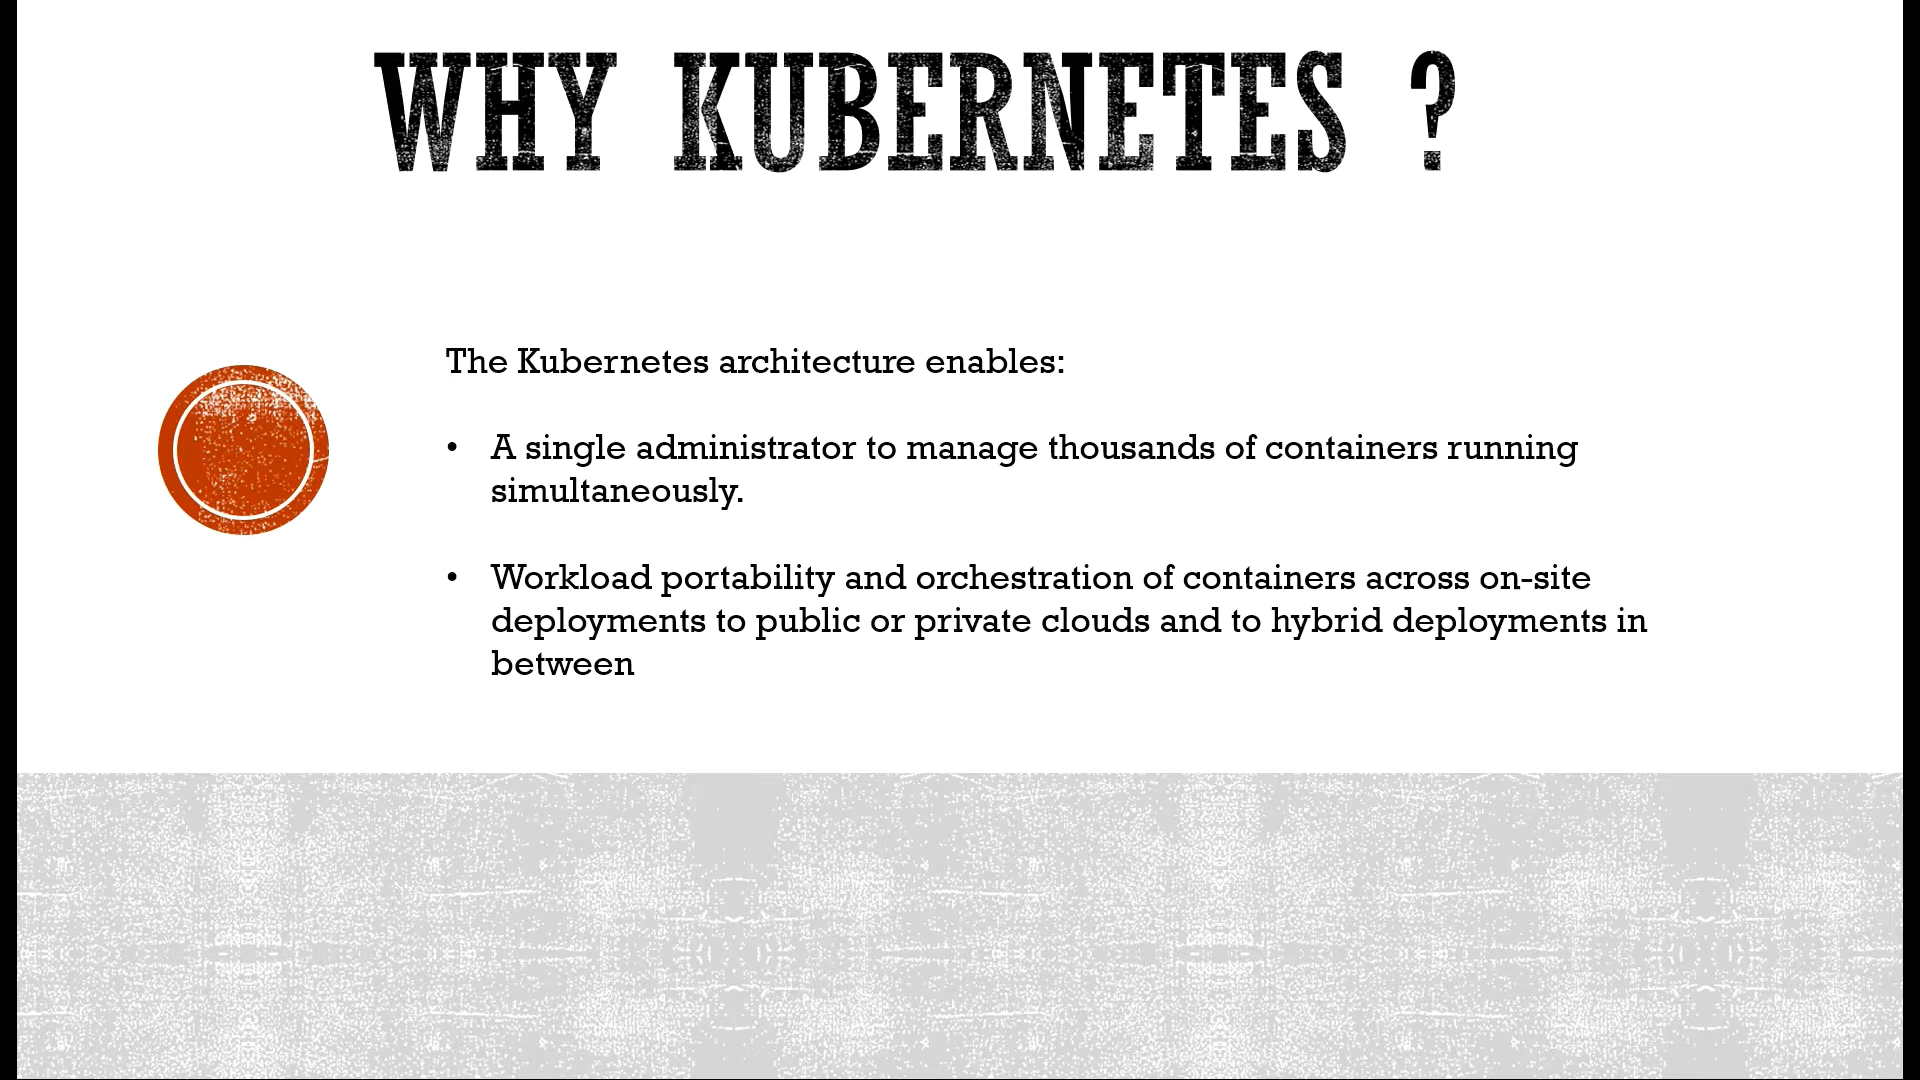 WHY KUBERNETES ?
The Kubernetes architecture enables:
• A single administrator to manage thousands of containers running
simultaneously.
• Workload portability and orchestration of containers across on-site
deployments to public or private clouds and to hybrid deployments in
between